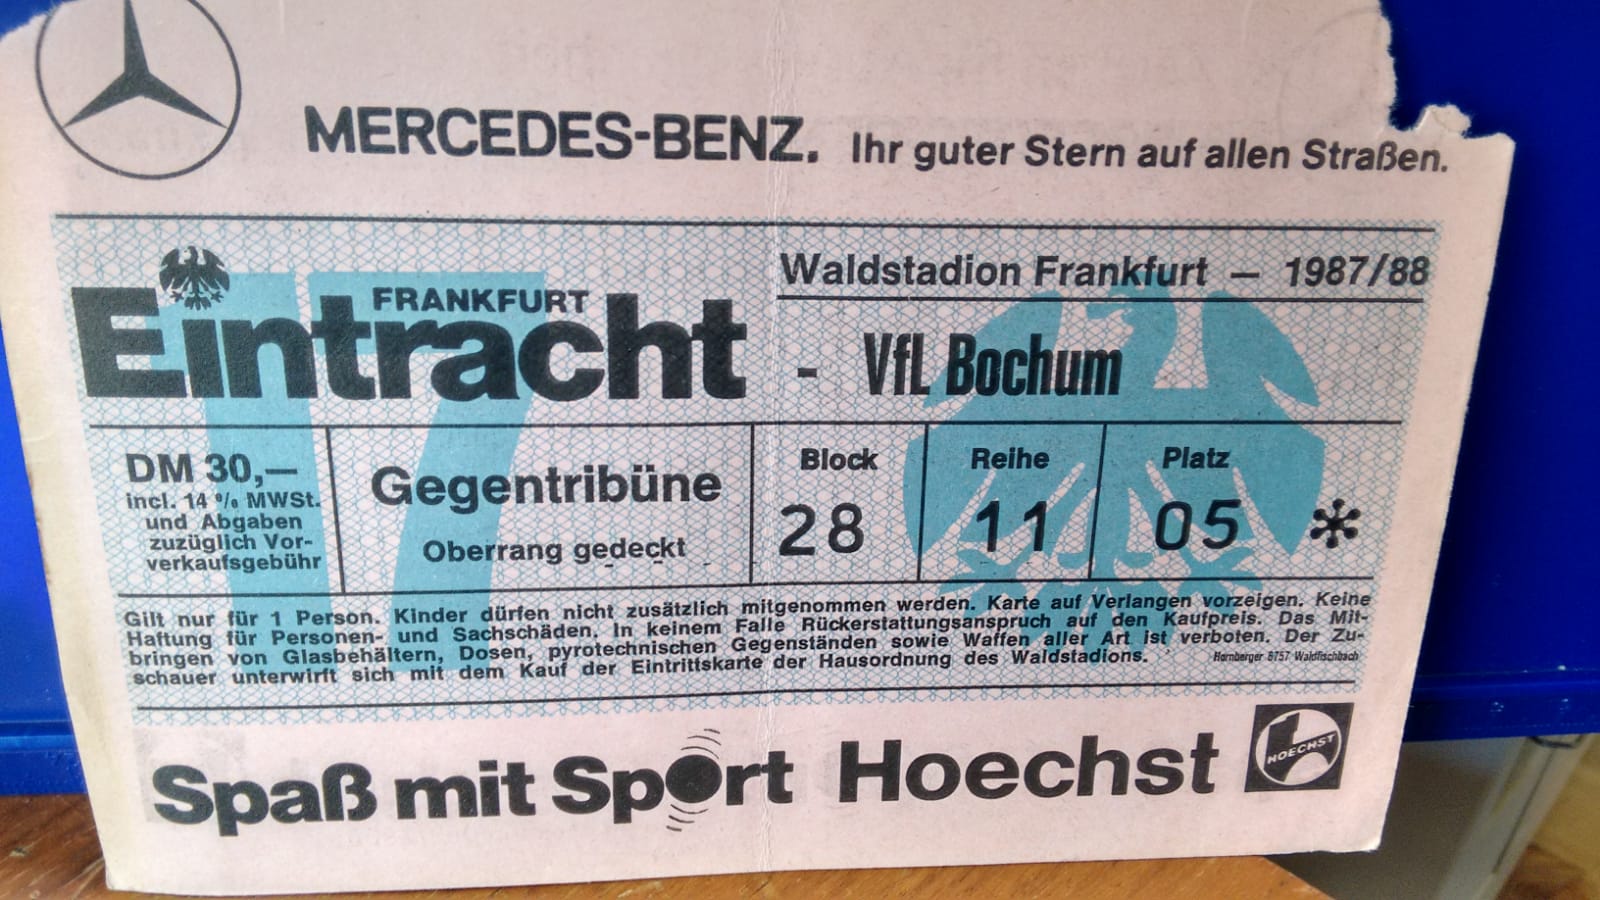 MERCEDES-BENZ. Ihr guter Stern auf allen Straßen.
Waldstadion Frankfurt — 1987/88
FRANKFURT
Eintracht - VfL Bochum
17
DM 30,—
incl. 14 % MWSt.
und Abgaben
zuzüglich Vor-
verkaufsgebühr
Gegentribüne
Oberrang gedeckt
Block
28
Reihe
11
Platz
05 *
Gilt nur für 1 Person. Kinder dürfen nicht zusätzlich mitgenommen werden. Karte auf Verlangen vorzeigen. Keine
Haftung für Personen- und Sachschäden. In keinem Falle Rückerstattungsanspruch auf den Kaufpreis. Das Mit-
bringen von Glasbehältern, Dosen, pyrotechnischen Gegenständen sowie Waffen aller Art ist verboten. Der Zu-
schauer unterwirft sich mit dem Kauf der Eintrittskarte der Hausordnung des Waldstadions.
Hornberger 6757 Waldfischbach
Spaß mit Sport Hoechst
HOECHST